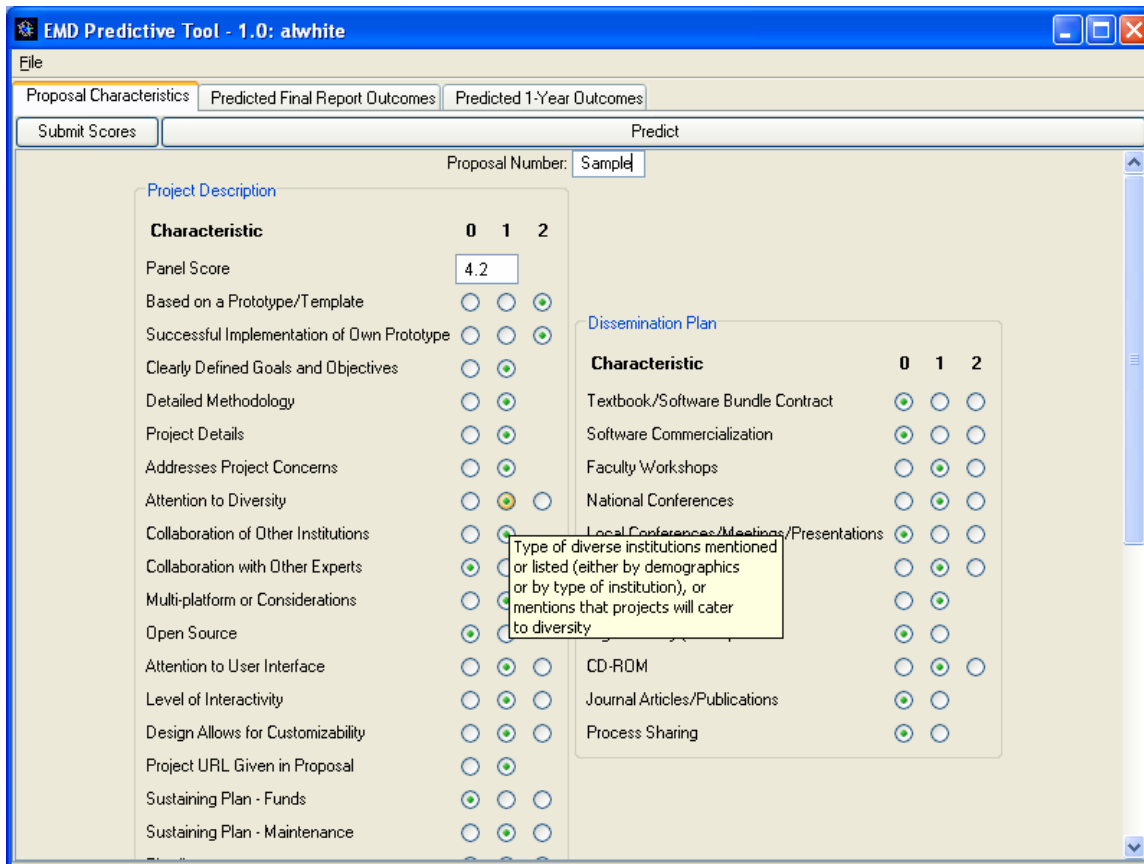 EMD Predictive Tool - 1.0: alwhite
File
Proposal Characteristics
Predicted Final Report Outcomes
Predicted 1-Year Outcomes
Submit Scores
Predict
Proposal Number: Sample
Project Description
Characteristic 0 1 2
Panel Score 4.2
Based on a Prototype/Template
Successful Implementation of Own Prototype
Clearly Defined Goals and Objectives
Detailed Methodology
Project Details
Addresses Project Concerns
Attention to Diversity
Collaboration of Other Institutions
Collaboration with Other Experts
Multi-platform or Considerations
Open Source
Attention to User Interface
Level of Interactivity
Design Allows for Customizability
Project URL Given in Proposal
Sustaining Plan - Funds
Sustaining Plan - Maintenance
Type of diverse institutions mentioned
or listed (either by demographics
or by type of institution), or
mentions that projects will cater
to diversity
Dissemination Plan
Characteristic 0 1 2
Textbook/Software Bundle Contract
Software Commercialization
Faculty Workshops
National Conferences
Local Conferences/Meetings/Presentations
CD-ROM
Journal Articles/Publications
Process Sharing